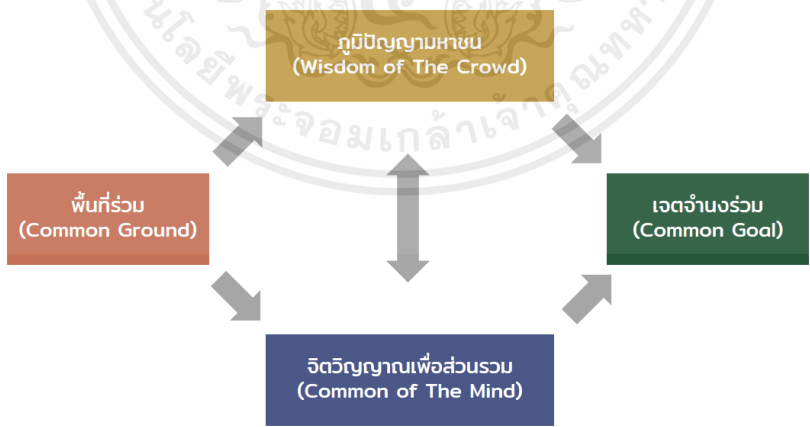 ภูมิปัญญามหาชน
(Wisdom of The Crowd)
พื้นที่ร่วม
(Common Ground)
เจตจำนงร่วม
(Common Goal)
จิตวิญญาณเพื่อส่วนรวม
(Common of The Mind)